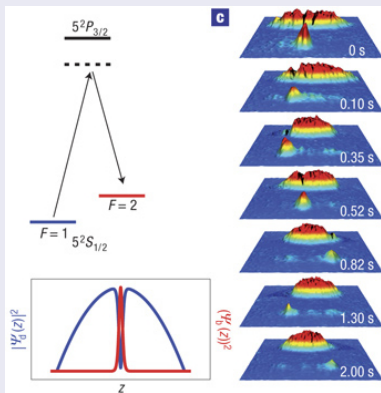 5²P₃/₂
F = 1
5²S₁/₂
F = 2
|Ψd(z)|²
(Ψb(z))²
z
c
0 s
0.10 s
0.35 s
0.52 s
0.82 s
1.30 s
2.00 s